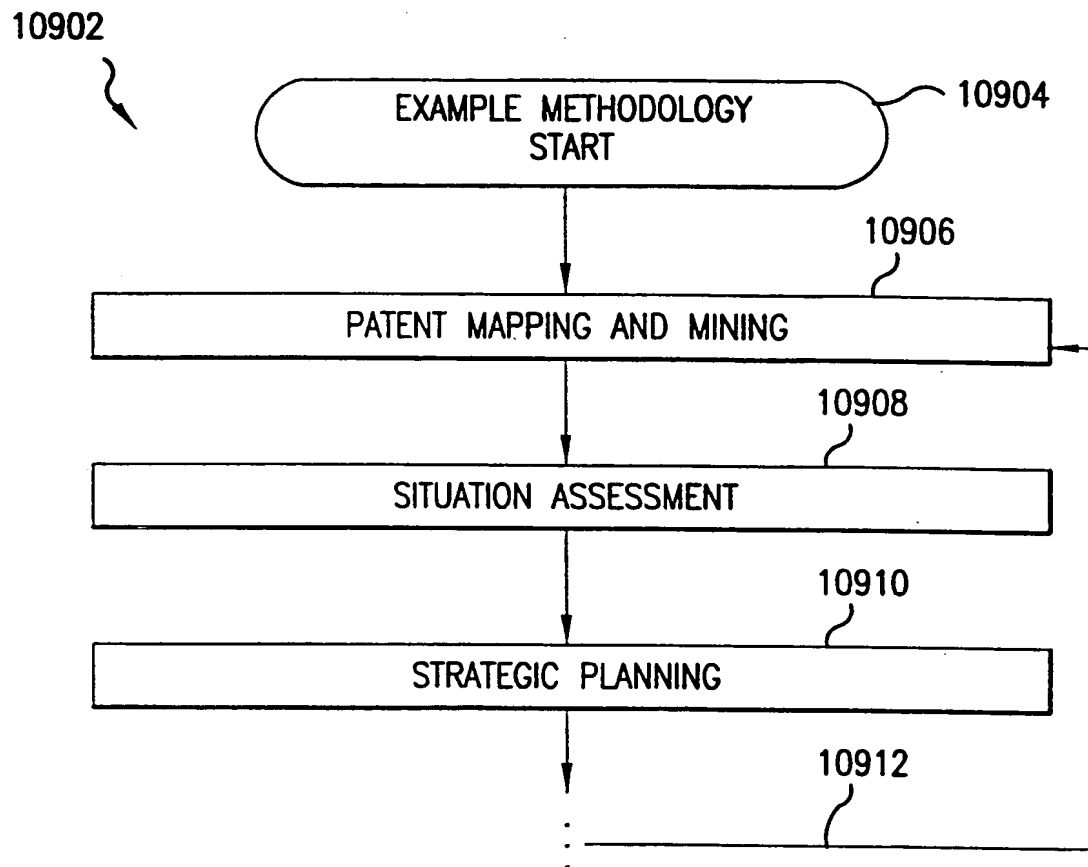 10902
EXAMPLE METHODOLOGY
START
10904
10906
PATENT MAPPING AND MINING
10908
SITUATION ASSESSMENT
10910
STRATEGIC PLANNING
10912